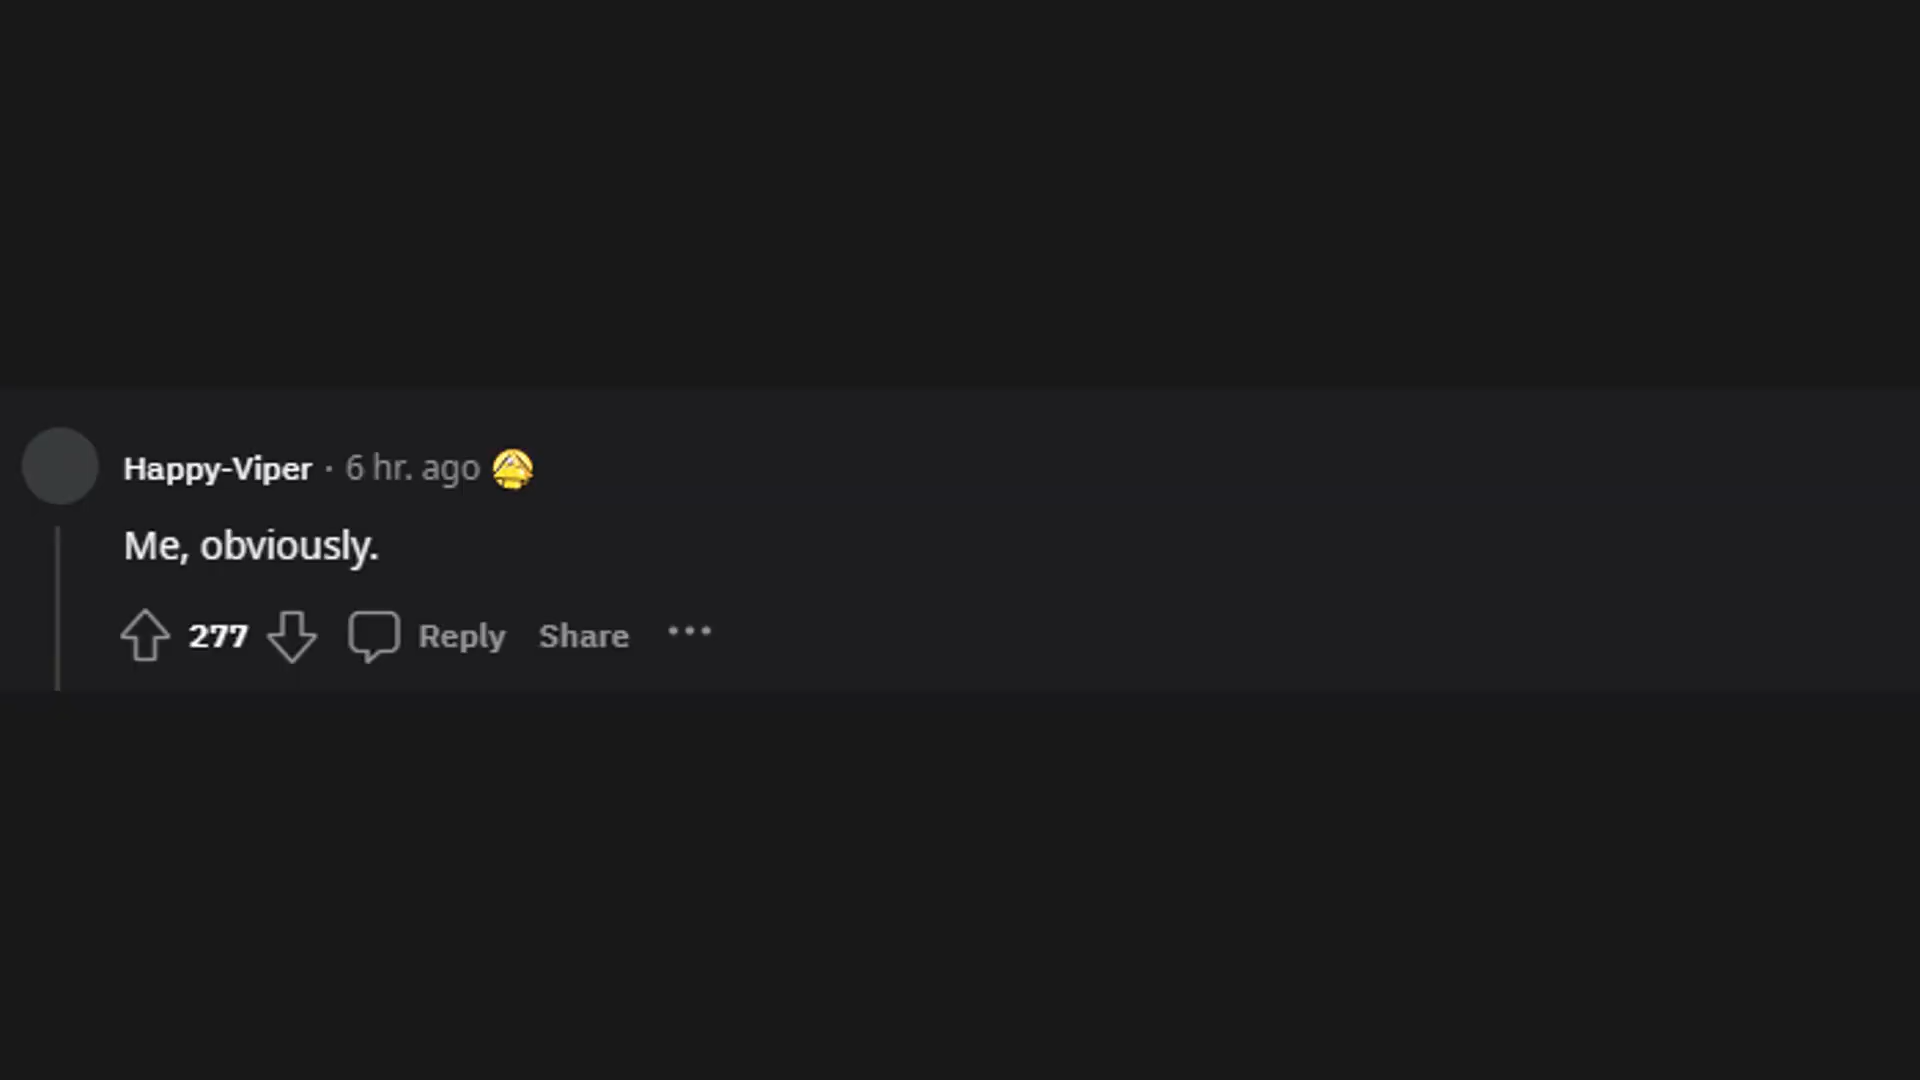 Happy-Viper · 6 hr. ago
Me, obviously.
277 Reply Share ···